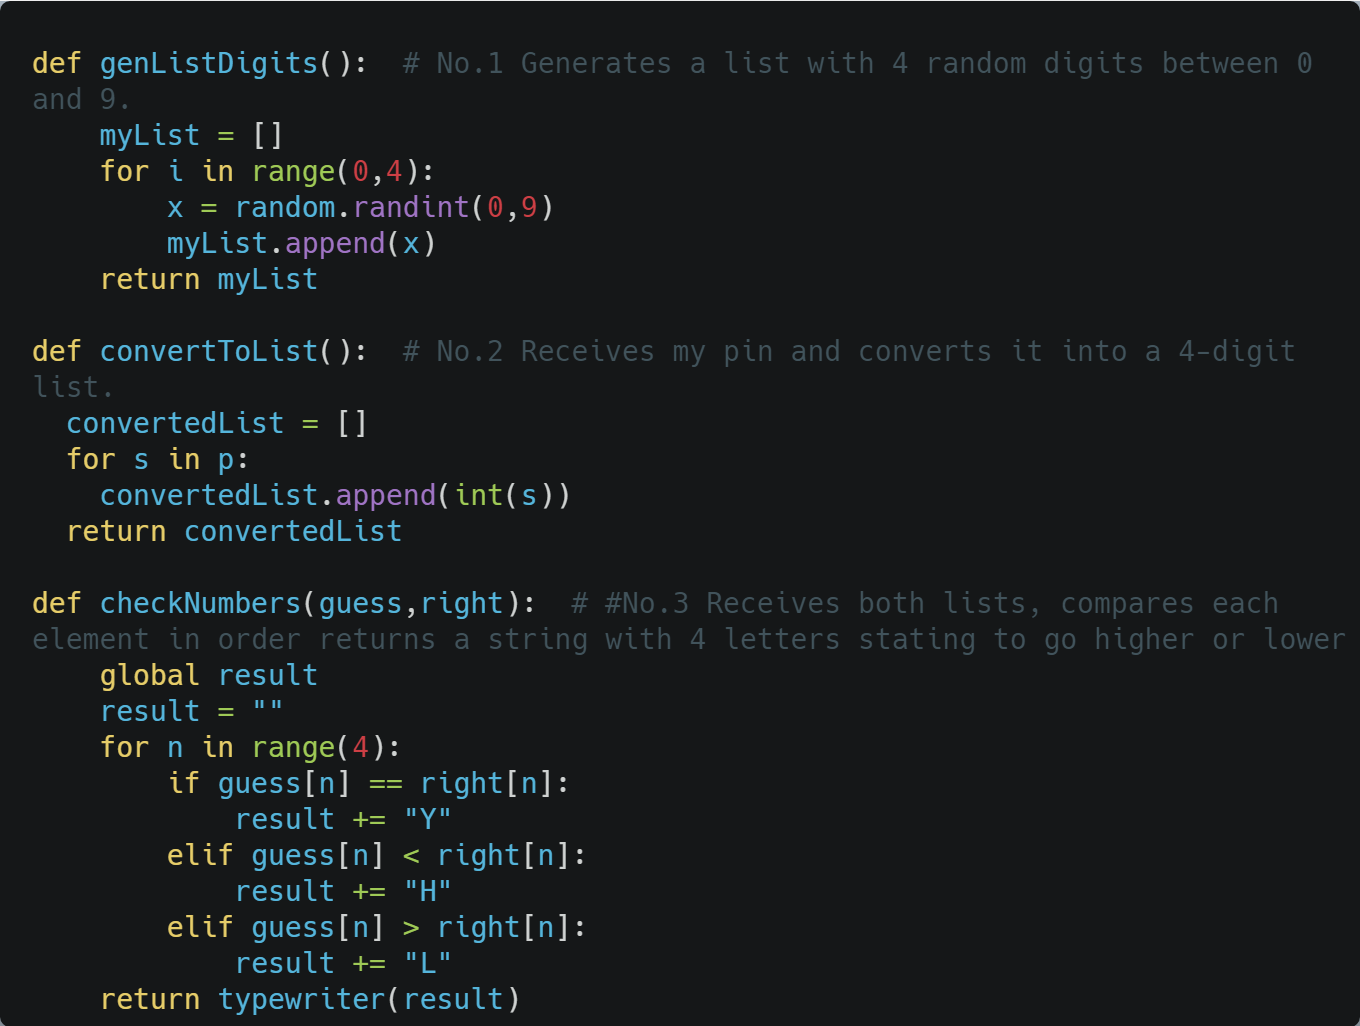 def genListDigits():  # No.1 Generates a list with 4 random digits between 0
and 9.
    myList = []
    for i in range(0,4):
        x = random.randint(0,9)
        myList.append(x)
    return myList

def convertToList():  # No.2 Receives my pin and converts it into a 4-digit
list.
  convertedList = []
  for s in p:
    convertedList.append(int(s))
  return convertedList

def checkNumbers(guess,right):  # #No.3 Receives both lists, compares each
element in order returns a string with 4 letters stating to go higher or lower
    global result
    result = ""
    for n in range(4):
        if guess[n] == right[n]:
            result += "Y"
        elif guess[n] < right[n]:
            result += "H"
        elif guess[n] > right[n]:
            result += "L"
    return typewriter(result)